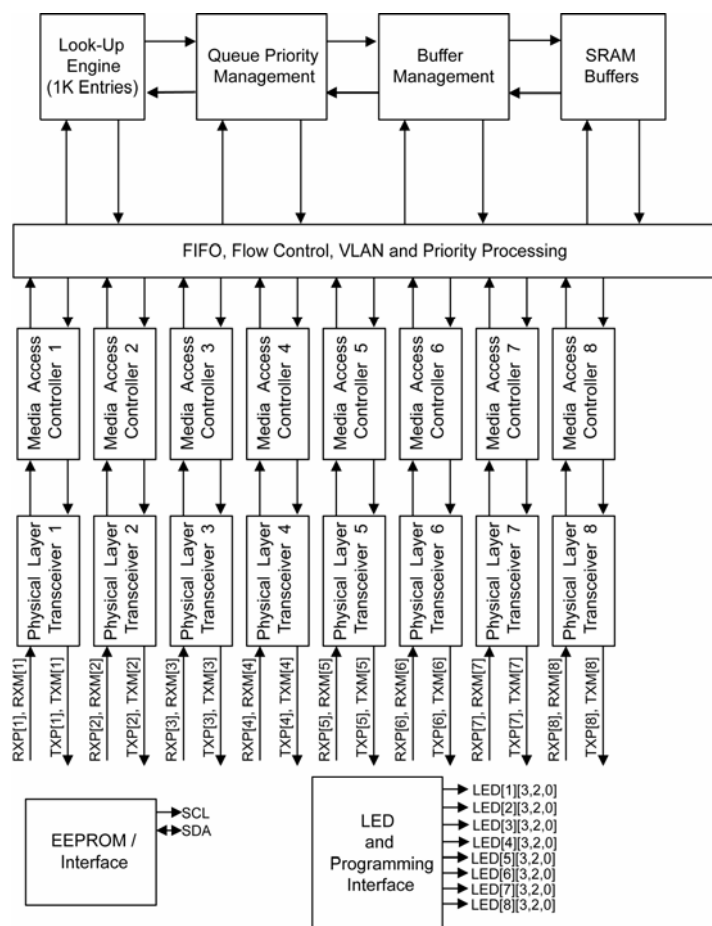 Look-Up
Engine
(1K Entries)
Queue Priority
Management
Buffer
Management
SRAM
Buffers
FIFO, Flow Control, VLAN and Priority Processing
Media Access
Controller 1
Media Access
Controller 2
Media Access
Controller 3
Media Access
Controller 4
Media Access
Controller 5
Media Access
Controller 6
Media Access
Controller 7
Media Access
Controller 8
Physical Layer
Transceiver 1
Physical Layer
Transceiver 2
Physical Layer
Transceiver 3
Physical Layer
Transceiver 4
Physical Layer
Transceiver 5
Physical Layer
Transceiver 6
Physical Layer
Transceiver 7
Physical Layer
Transceiver 8
RXP[1], RXM[1]
TXP[1], TXM[1]
RXP[2], RXM[2]
TXP[2], TXM[2]
RXP[3], RXM[3]
TXP[3], TXM[3]
RXP[4], RXM[4]
TXP[4], TXM[4]
RXP[5], RXM[5]
TXP[5], TXM[5]
RXP[6], RXM[6]
TXP[6], TXM[6]
RXP[7], RXM[7]
TXP[7], TXM[7]
RXP[8], RXM[8]
TXP[8], TXM[8]
EEPROM /
Interface
SCL
SDA
LED
and
Programming
Interface
LED[1][3,2,0]
LED[2][3,2,0]
LED[3][3,2,0]
LED[4][3,2,0]
LED[5][3,2,0]
LED[6][3,2,0]
LED[7][3,2,0]
LED[8][3,2,0]